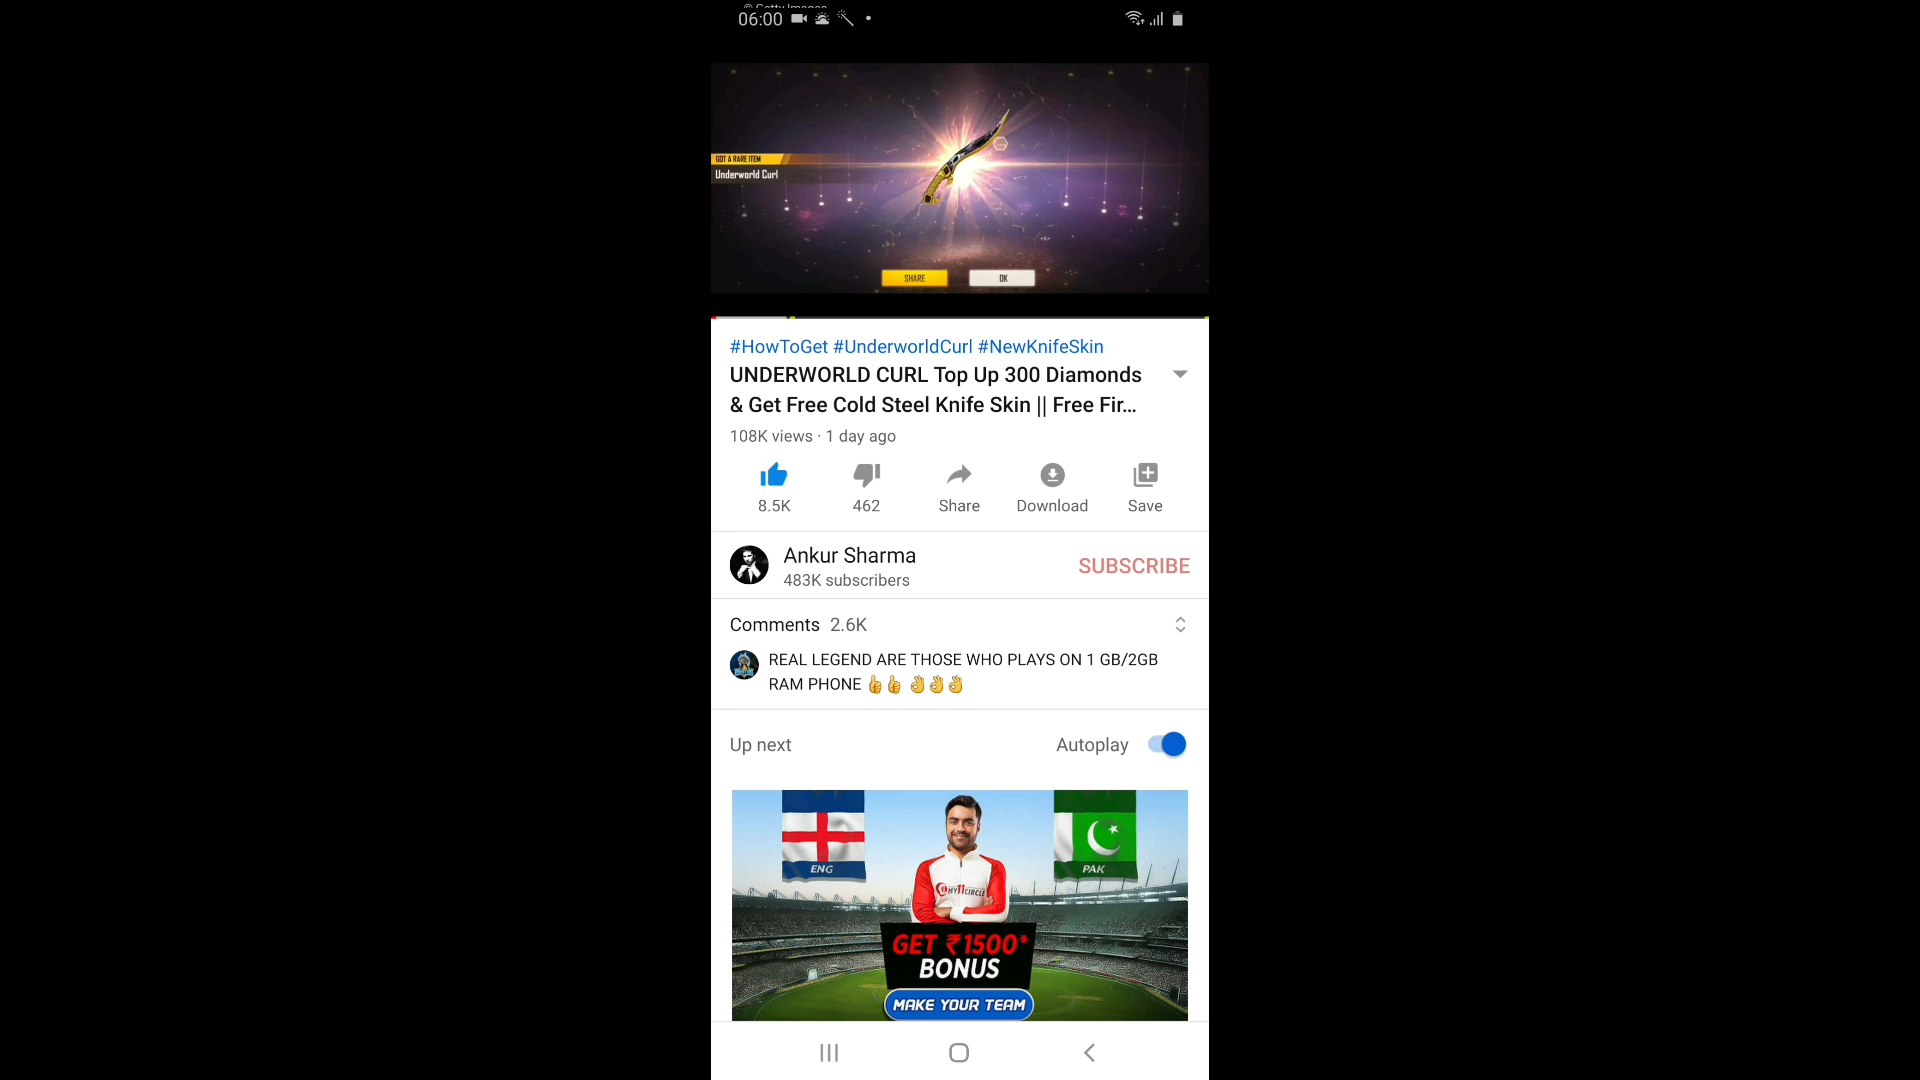 © Getty Images
06:00
GOT A RARE ITEM
Underworld Curl
SHARE OK
#HowToGet #UnderworldCurl #NewKnifeSkin
UNDERWORLD CURL Top Up 300 Diamonds
& Get Free Cold Steel Knife Skin || Free Fir...
108K views · 1 day ago
8.5K 462 Share Download Save
Ankur Sharma
SUBSCRIBE
483K subscribers
Comments 2.6K
REAL LEGEND ARE THOSE WHO PLAYS ON 1 GB/2GB
RAM PHONE 👍👍 👌👌👌
Up next Autoplay
ENG PAK
MY11CIRCLE
GET ₹1500*
BONUS
MAKE YOUR TEAM